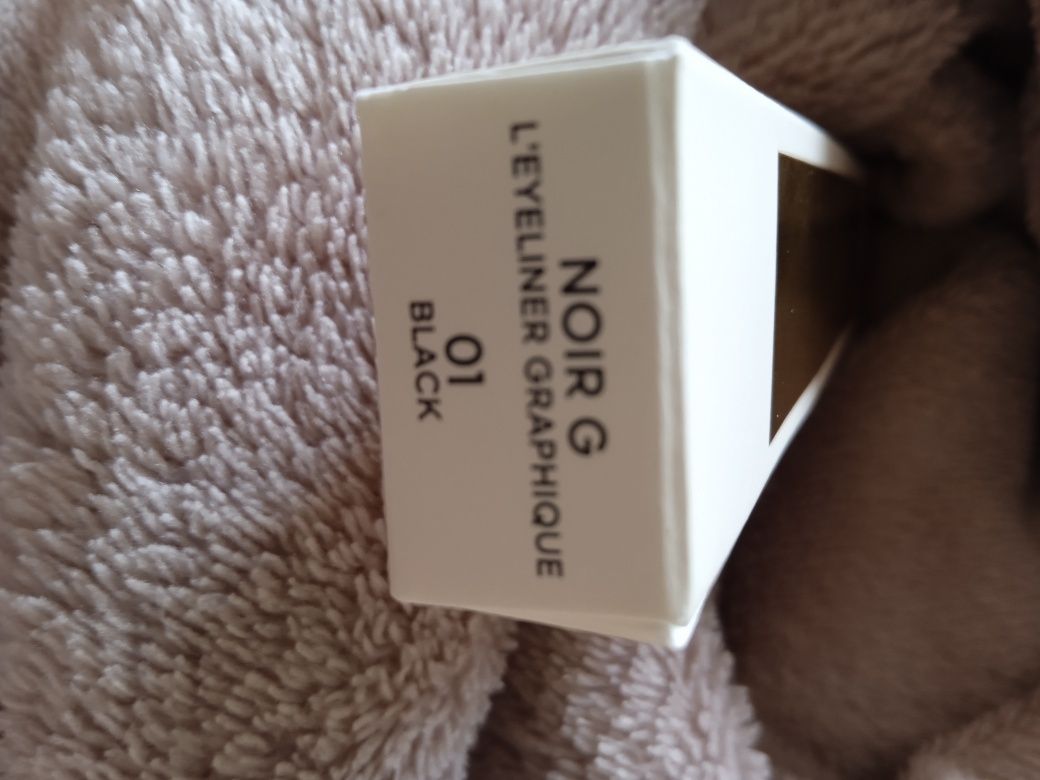 NOIR G
L'EYELINER GRAPHIQUE
01
BLACK